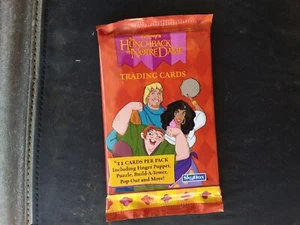 THE HUNCHBACK
OF NOTRE DAME
TRADING CARDS
11 CARDS PER PACK
Including Finger Puppet,
Puzzle, Build-A-Tower,
Pop-Out and More!
SkyBox